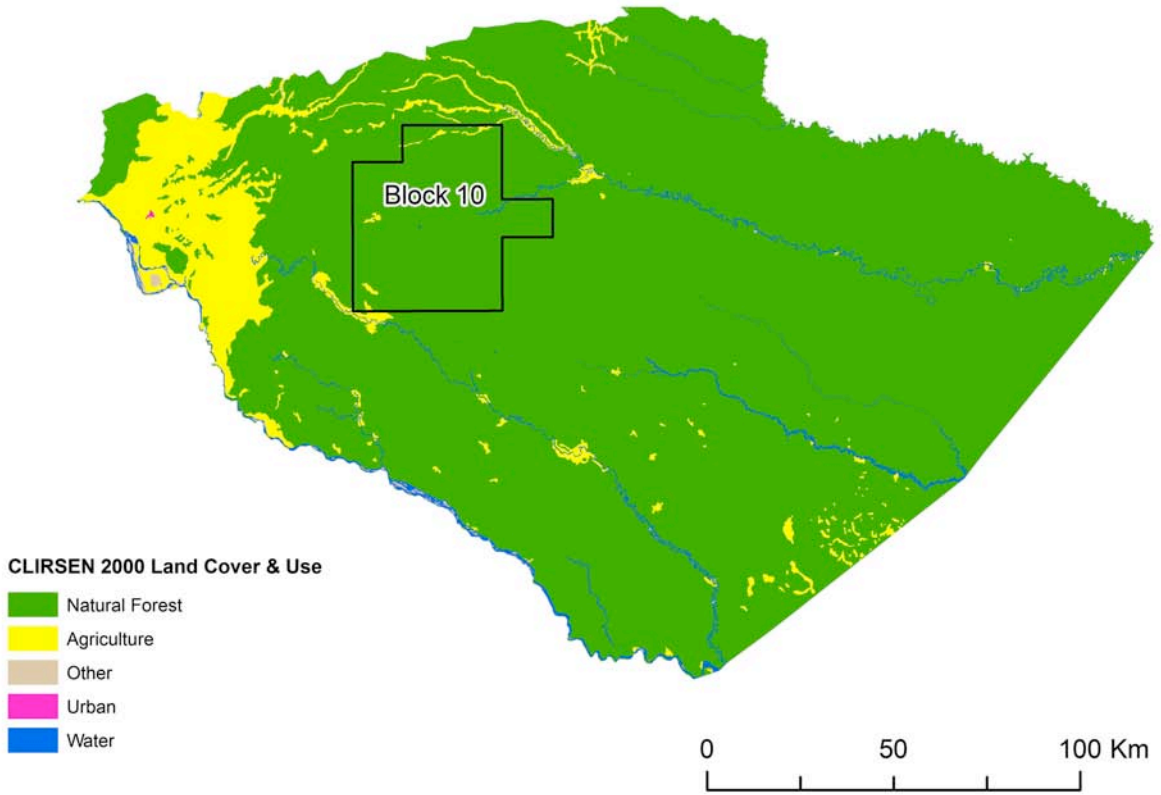 Block 10
CLIRSEN 2000 Land Cover & Use
Natural Forest
Agriculture
Other
Urban
Water
0 50 100 Km